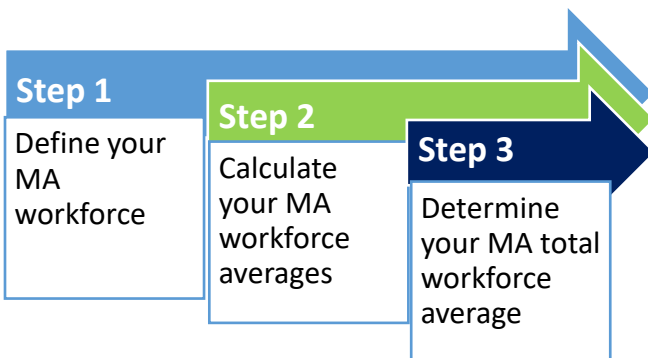 Step 1
Define your
MA
workforce
Step 2
Calculate
your MA
workforce
averages
Step 3
Determine
your MA total
workforce
average